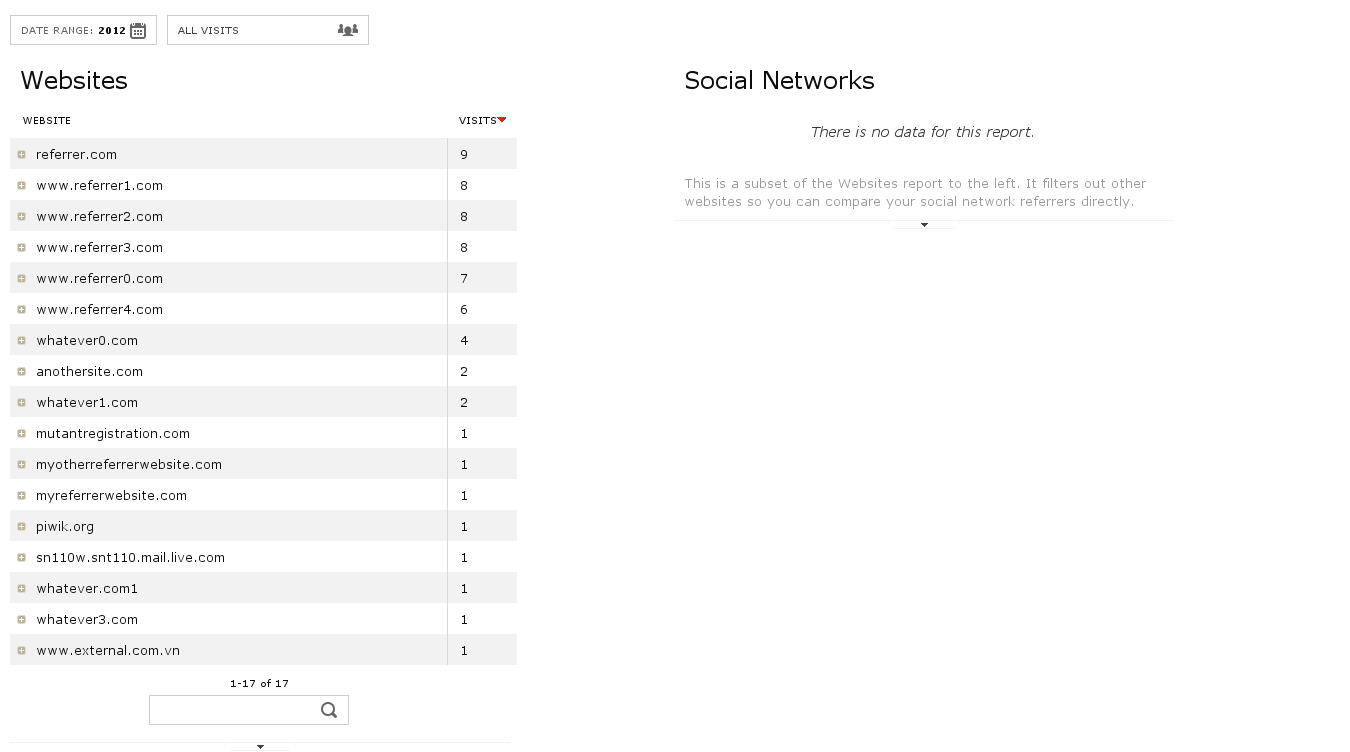 DATE RANGE: 2012
ALL VISITS
Websites
WEBSITE VISITS
referrer.com 9
www.referrer1.com 8
www.referrer2.com 8
www.referrer3.com 8
www.referrer0.com 7
www.referrer4.com 6
whatever0.com 4
anothersite.com 2
whatever1.com 2
mutantregistration.com 1
myotherreferrerwebsite.com 1
myreferrerwebsite.com 1
piwik.org 1
sn110w.snt110.mail.live.com 1
whatever.com1 1
whatever3.com 1
www.external.com.vn 1
1-17 of 17
Social Networks
There is no data for this report.
This is a subset of the Websites report to the left. It filters out other
websites so you can compare your social network referrers directly.